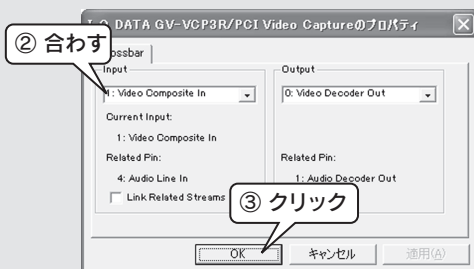 I-O DATA GV-VCP3R/PCI Video Captureのプロパティ
② 合わす
Crossbar
Input
1: Video Composite In
Current Input:
1: Video Composite In
Related Pin:
4: Audio Line In
Link Related Streams
Output
0: Video Decoder Out
Related Pin:
1: Audio Decoder Out
③ クリック
OK
キャンセル
適用(A)